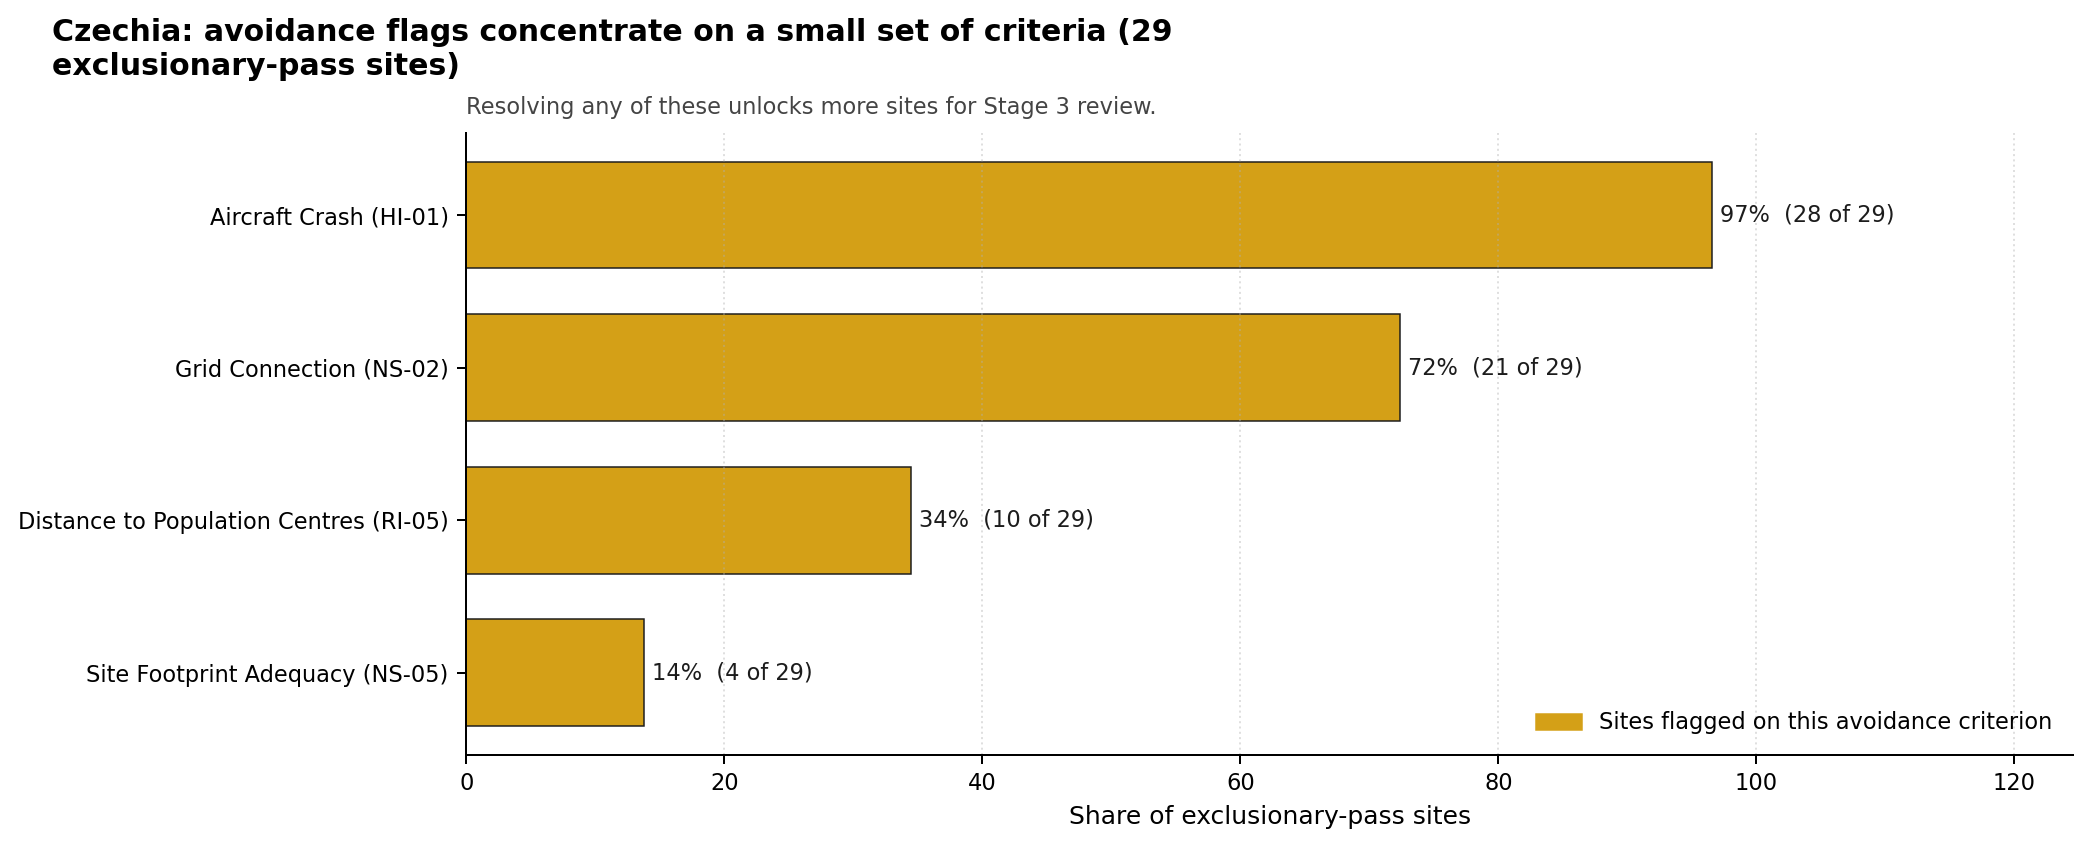 Czechia: avoidance flags concentrate on a small set of criteria (29
exclusionary-pass sites)
Resolving any of these unlocks more sites for Stage 3 review.
Aircraft Crash (HI-01)
97%  (28 of 29)
Grid Connection (NS-02)
72%  (21 of 29)
Distance to Population Centres (RI-05)
34%  (10 of 29)
Site Footprint Adequacy (NS-05)
14%  (4 of 29)
Sites flagged on this avoidance criterion
0 20 40 60 80 100 120
Share of exclusionary-pass sites